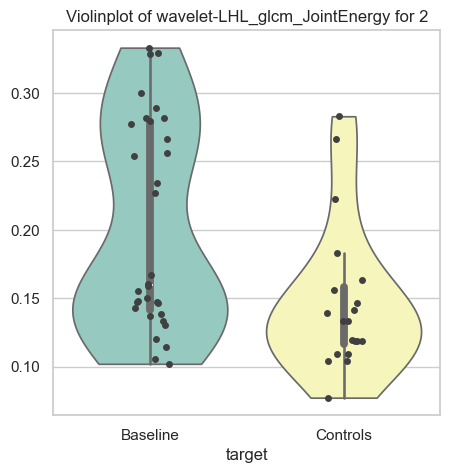 Violinplot of wavelet-LHL_glcm_JointEnergy for 2
0.30
0.25
0.20
0.15
0.10
Baseline
Controls
target